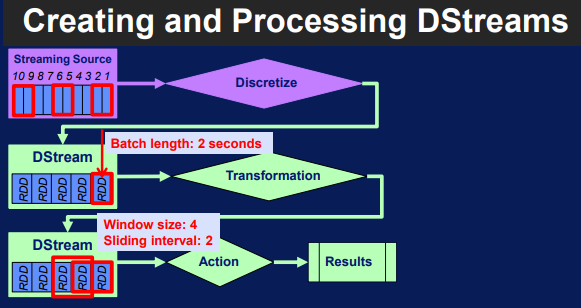 Creating and Processing DStreams
Streaming Source
10 9 8 7 6 5 4 3 2 1
Discretize
Batch length: 2 seconds
DStream
RDD RDD RDD RDD RDD
Transformation
Window size: 4
Sliding interval: 2
DStream
RDD RDD RDD RDD RDD
Action
Results